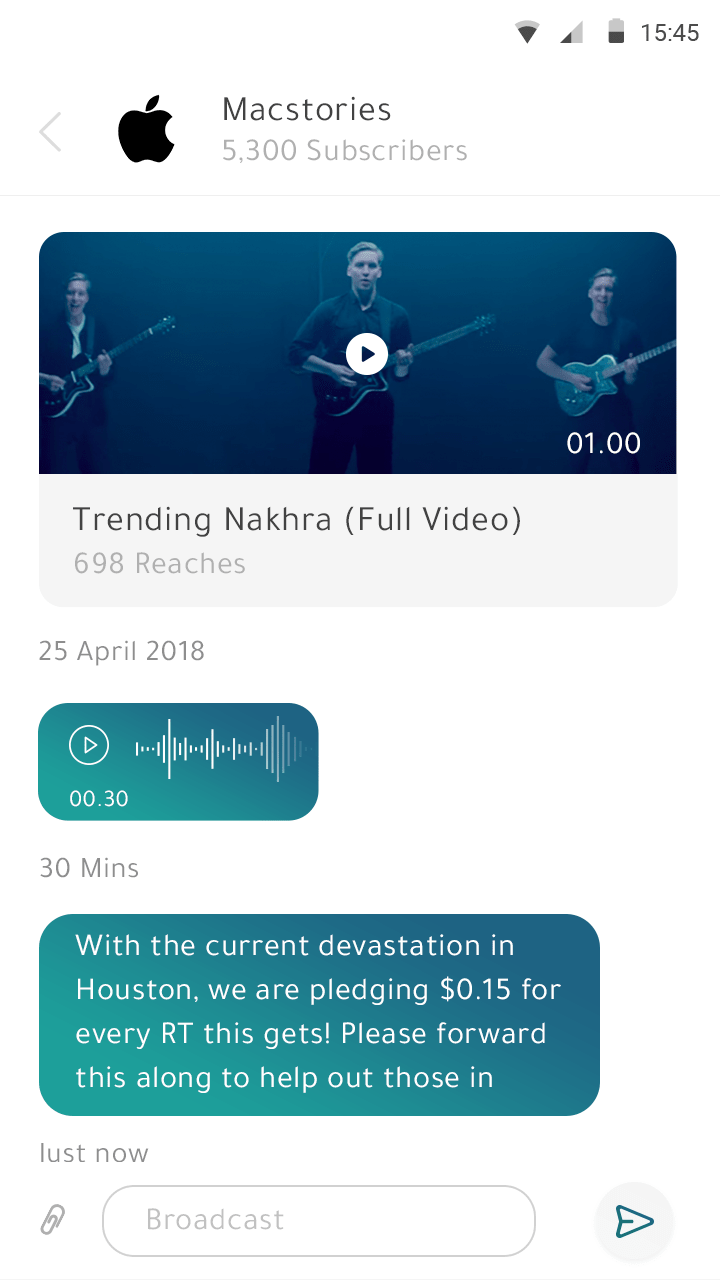 15:45
Macstories
5,300 Subscribers
01.00
Trending Nakhra (Full Video)
698 Reaches
25 April 2018
00.30
30 Mins
With the current devastation in
Houston, we are pledging $0.15 for
every RT this gets! Please forward
this along to help out those in
Iust now
Broadcast